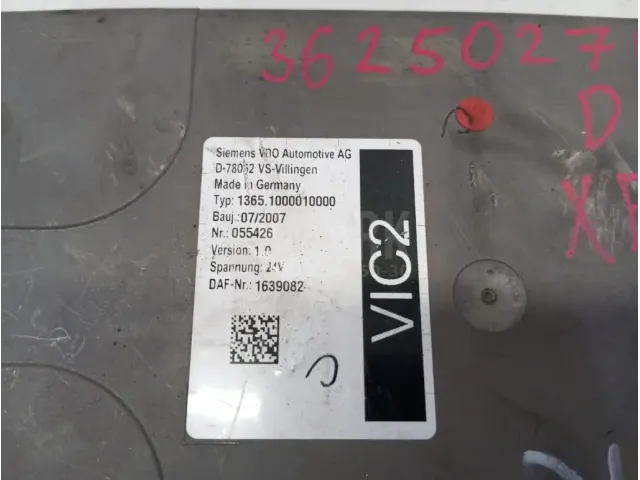 3625027
D
X
Siemens VDO Automotive AG
D-78052 VS-Villingen
Made in Germany
Typ: 1365.1000010000
Bauj.:07/2007
Nr.: 055426
Version: 1.0
Spannung: 24V
DAF-Nr.: 1639082
VIC2